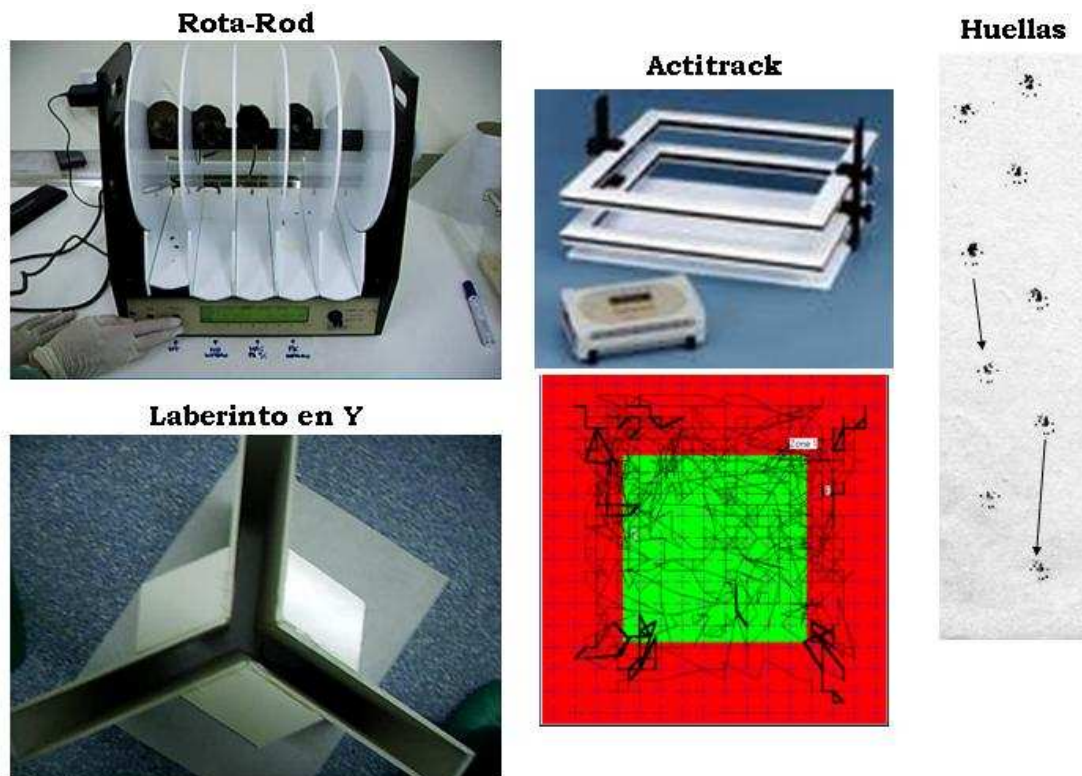 Rota-Rod
Actitrack
Huellas
Laberinto en Y
Zone 1